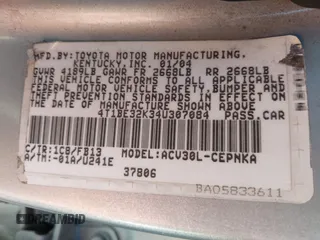 MFD.BY:TOYOTA MOTOR MANUFACTURING,
KENTUCKY,INC. 01/04
GVWR 4189LB GAWR FR 2668LB RR 2668LB
THIS VEHICLE CONFORMS TO ALL APPLICABLE
FEDERAL MOTOR VEHICLE SAFETY,BUMPER AND
THEFT PREVENTION STANDARDS IN EFFECT ON THE
DATE OF MANUFACTURE SHOWN ABOVE.
4T1BE32K34U307084 PASS.CAR
C/TR:1C8/FB13 MODEL:ACV30L-CEPNKA
A/TM:-01A/U241E
37806
BA05833611
DREAMBID